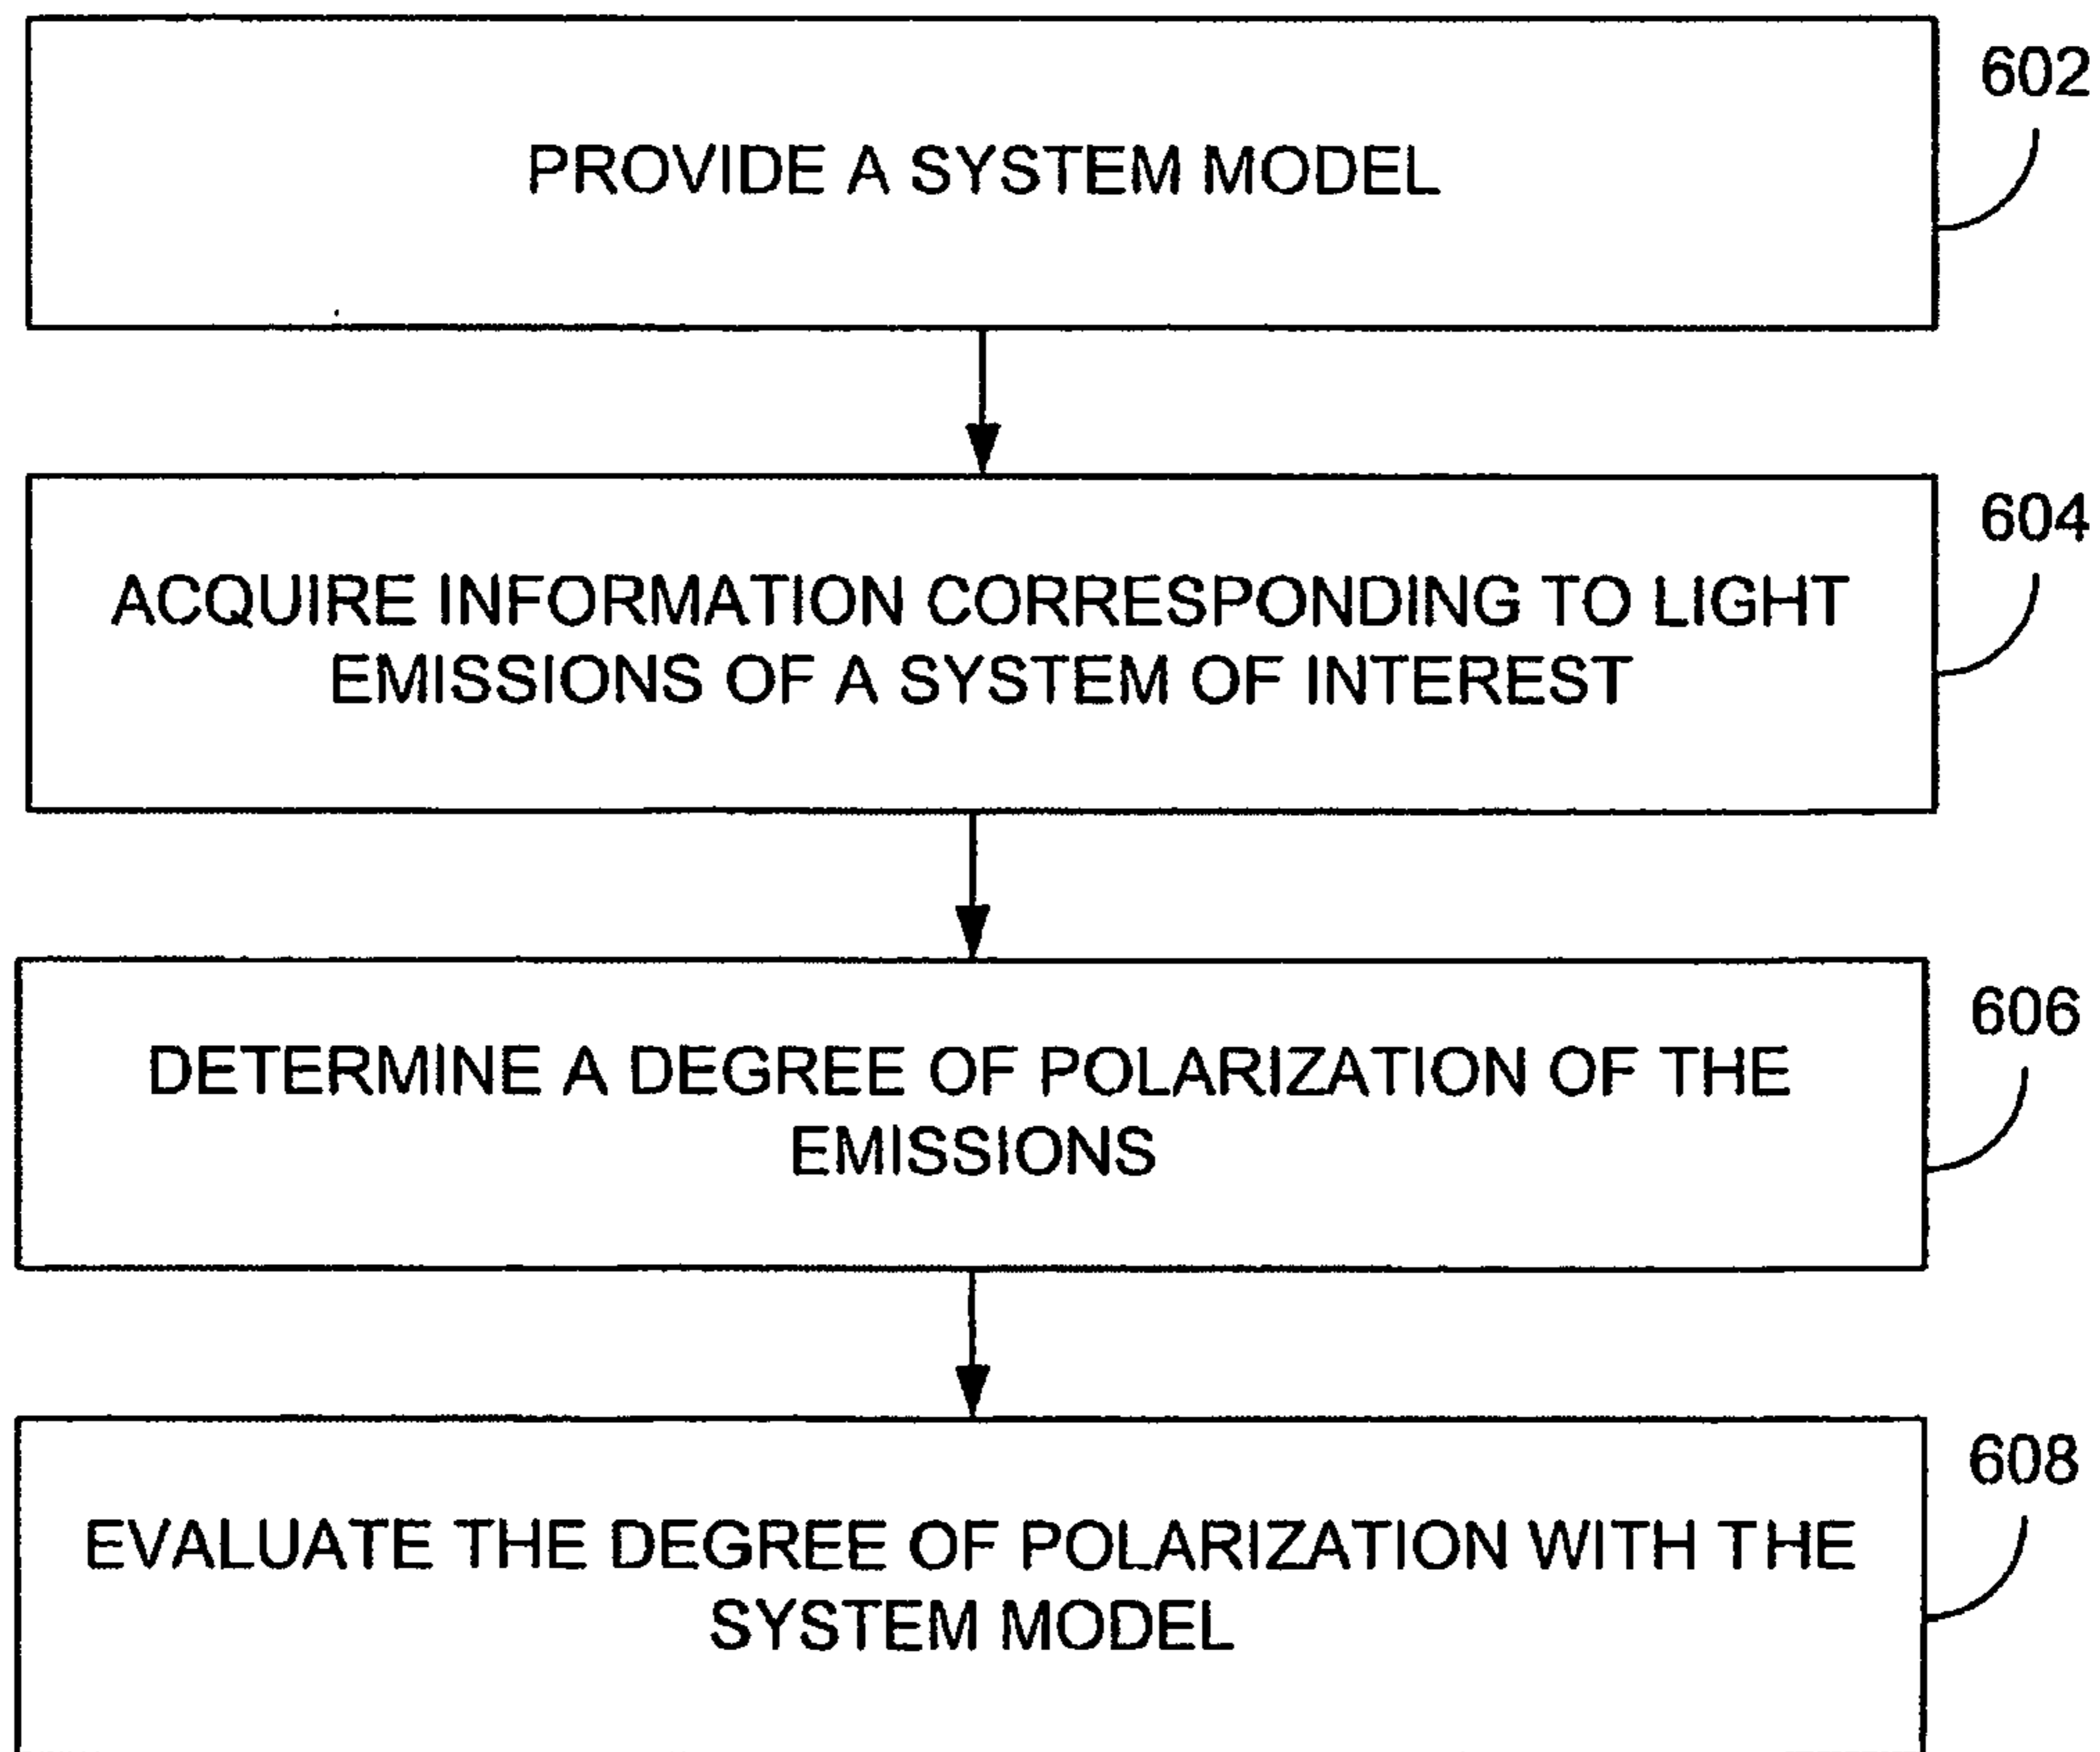 602
PROVIDE A SYSTEM MODEL
604
ACQUIRE INFORMATION CORRESPONDING TO LIGHT
EMISSIONS OF A SYSTEM OF INTEREST
606
DETERMINE A DEGREE OF POLARIZATION OF THE
EMISSIONS
608
EVALUATE THE DEGREE OF POLARIZATION WITH THE
SYSTEM MODEL